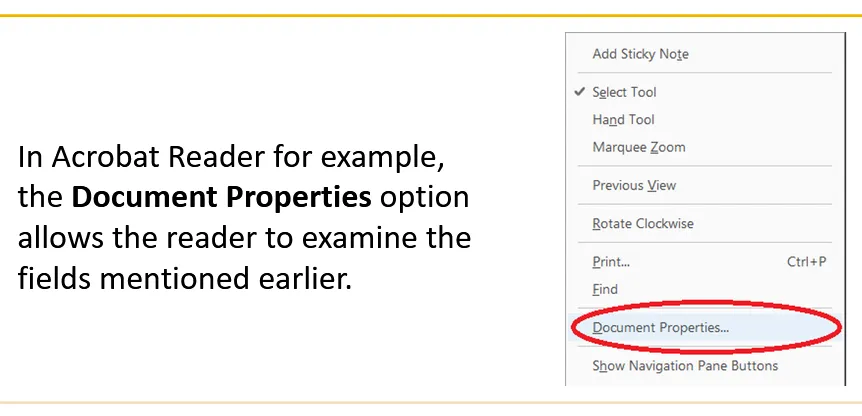 In Acrobat Reader for example,
the Document Properties option
allows the reader to examine the
fields mentioned earlier.
Add Sticky Note
Select Tool
Hand Tool
Marquee Zoom
Previous View
Rotate Clockwise
Print... Ctrl+P
Find
Document Properties...
Show Navigation Pane Buttons